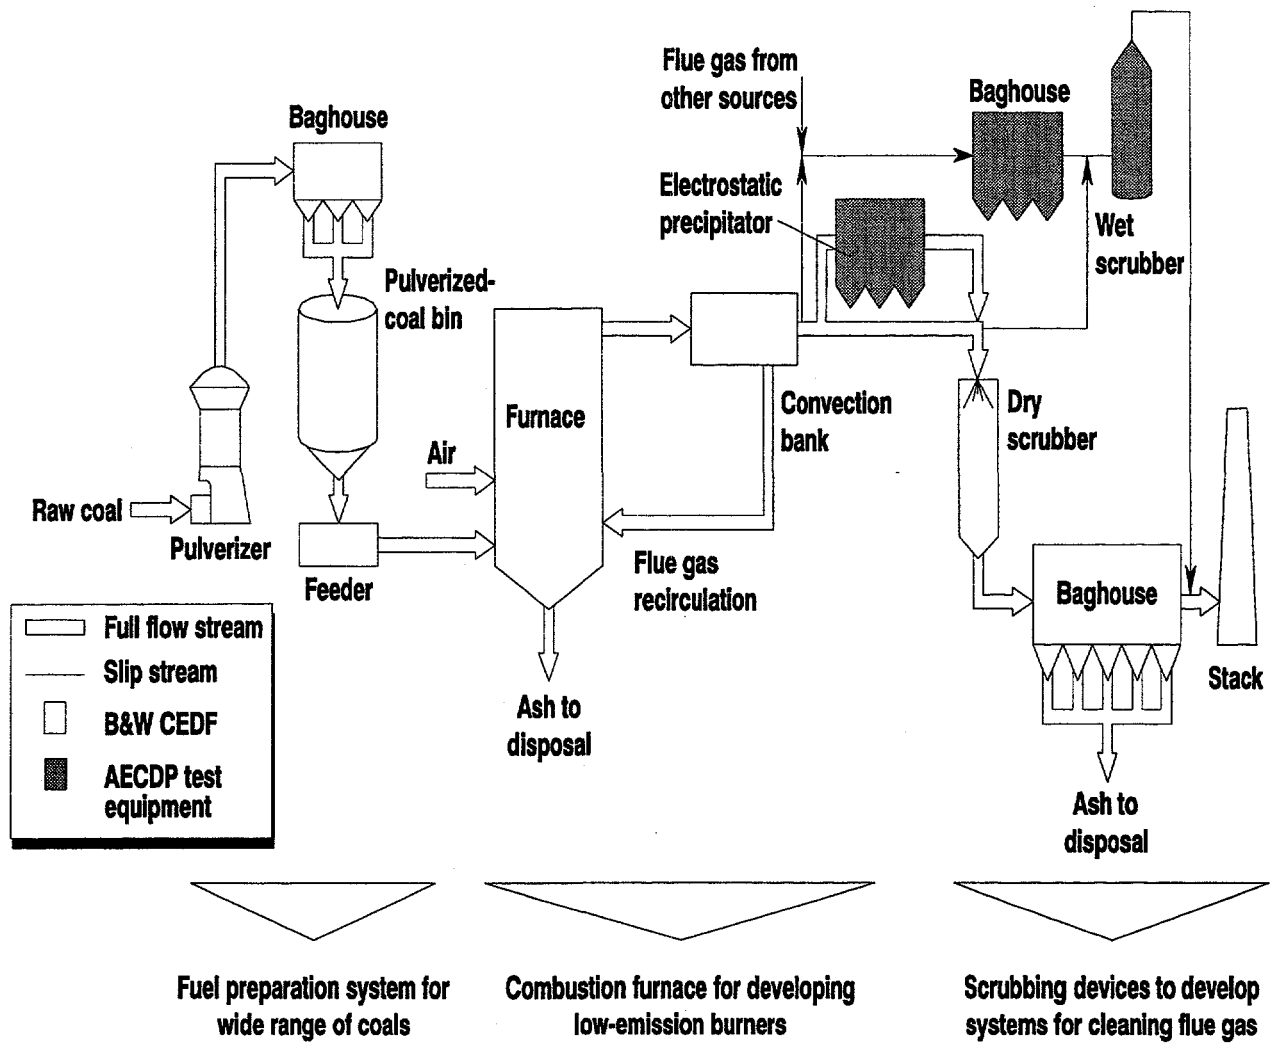 Flue gas from
other sources
Baghouse
Baghouse
Electrostatic
precipitator
Wet
scrubber
Pulverized-
coal bin
Furnace
Convection
bank
Dry
scrubber
Air
Raw coal
Pulverizer
Feeder
Flue gas
recirculation
Baghouse
Stack
Full flow stream
Slip stream
B&W CEDF
AECDP test
equipment
Ash to
disposal
Ash to
disposal
Fuel preparation system for
wide range of coals
Combustion furnace for developing
low-emission burners
Scrubbing devices to develop
systems for cleaning flue gas